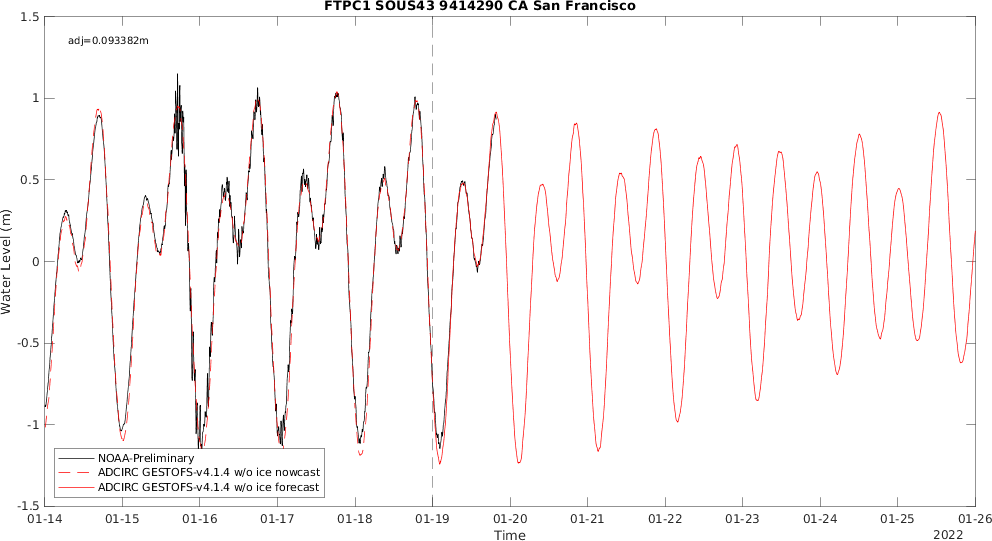 FTPC1 SOUS43 9414290 CA San Francisco
adj=0.093382m
1.5
1
0.5
0
-0.5
-1
-1.5
Water Level (m)
NOAA-Preliminary
ADCIRC GESTOFS-v4.1.4 w/o ice nowcast
ADCIRC GESTOFS-v4.1.4 w/o ice forecast
01-14 01-15 01-16 01-17 01-18 01-19 01-20 01-21 01-22 01-23 01-24 01-25 01-26
Time
2022